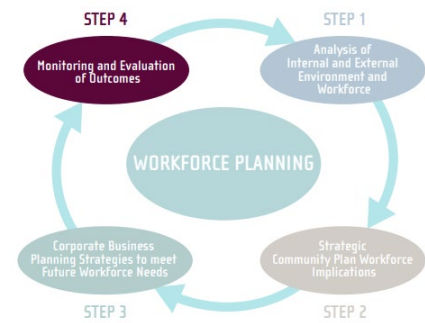 STEP 4
Monitoring and Evaluation
of Outcomes
STEP 1
Analysis of
Internal and External
Environment and
Workforce
WORKFORCE PLANNING
Corporate Business
Planning Strategies to meet
Future Workforce Needs
STEP 3
Strategic
Community Plan Workforce
Implications
STEP 2